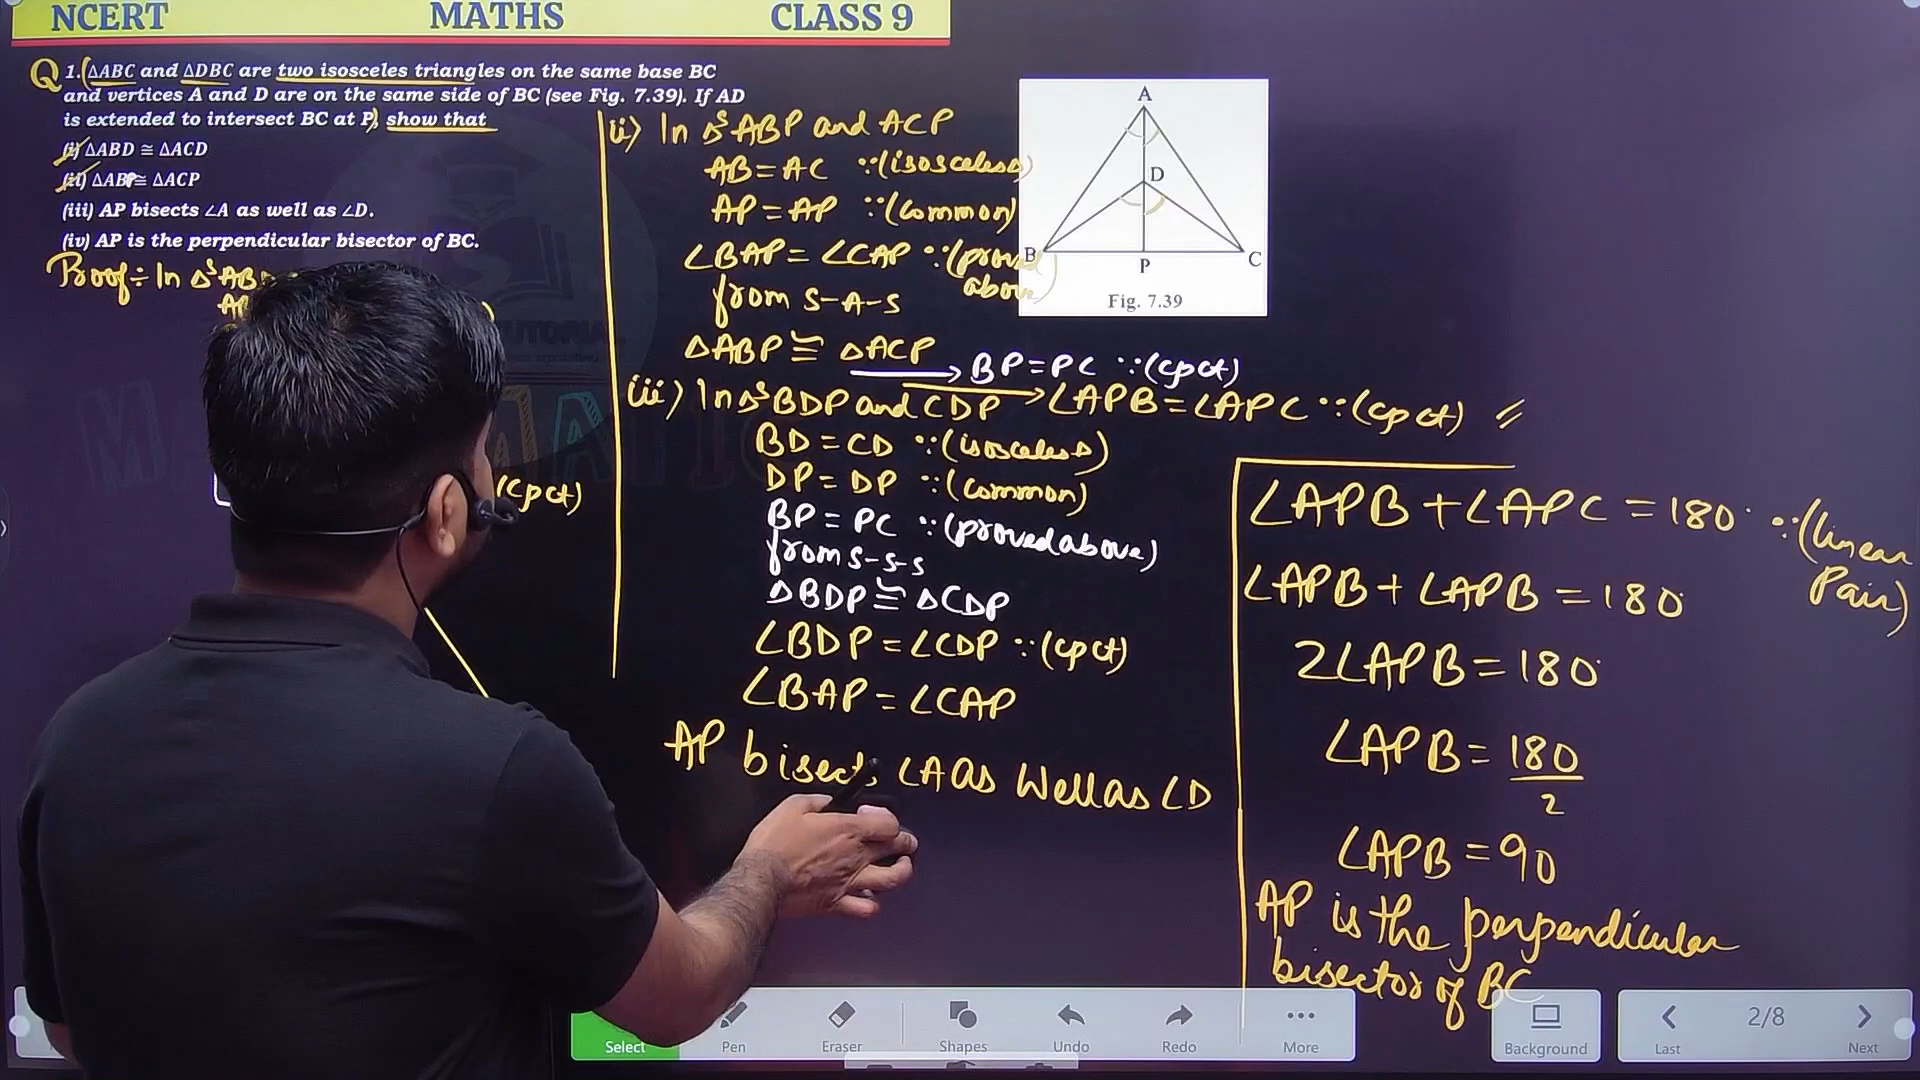 NCERT MATHS CLASS 9
Q 1. ΔABC and ΔDBC are two isosceles triangles on the same base BC
and vertices A and D are on the same side of BC (see Fig. 7.39). If AD
is extended to intersect BC at P, show that
(i) ΔABD ≅ ΔACD
(ii) ΔABP ≅ ΔACP
(iii) AP bisects ∠A as well as ∠D.
(iv) AP is the perpendicular bisector of BC.
Proof÷ In Δˢ AB
(cpct)
ii) In Δˢ ABP and ACP
AB = AC ∵(isosceles Δ)
AP = AP ∵(common)
∠BAP = ∠CAP ∵(proved
above)
from S-A-S
ΔABP ≅ ΔACP
BP = PC ∵(cpct)
∠APB = ∠APC ∵(cpct)
iii) In Δˢ BDP and CDP
BD = CD ∵(isosceles Δ)
DP = DP ∵(common)
BP = PC ∵(proved above)
from S-S-S
ΔBDP ≅ ΔCDP
∠BDP = ∠CDP ∵(cpct)
∠BAP = ∠CAP
AP bisects ∠A as well as ∠D
A
D
B
P
C
Fig. 7.39
∠APB + ∠APC = 180° ∵(linear
Pair)
∠APB + ∠APB = 180°
2∠APB = 180°
∠APB = 180
2
∠APB = 90
AP is the perpendicular
bisector of BC
Select Pen Eraser Shapes Undo Redo More Background Last 2/8 Next